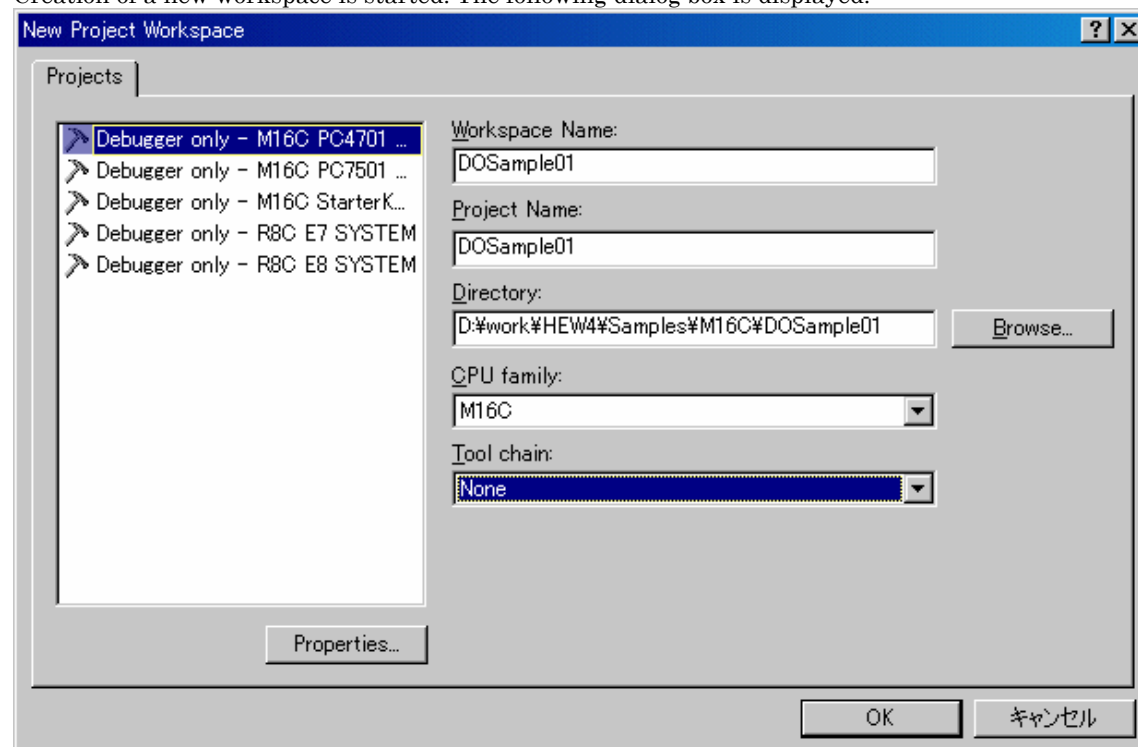 Creation of a new workspace is started. The following dialog box is displayed.
New Project Workspace
Projects
Debugger only - M16C PC4701 ...
Debugger only - M16C PC7501 ...
Debugger only - M16C StarterK...
Debugger only - R8C E7 SYSTEM
Debugger only - R8C E8 SYSTEM
Properties...
Workspace Name:
DOSample01
Project Name:
DOSample01
Directory:
D:¥work¥HEW4¥Samples¥M16C¥DOSample01
Browse...
CPU family:
M16C
Tool chain:
None
OK
キャンセル